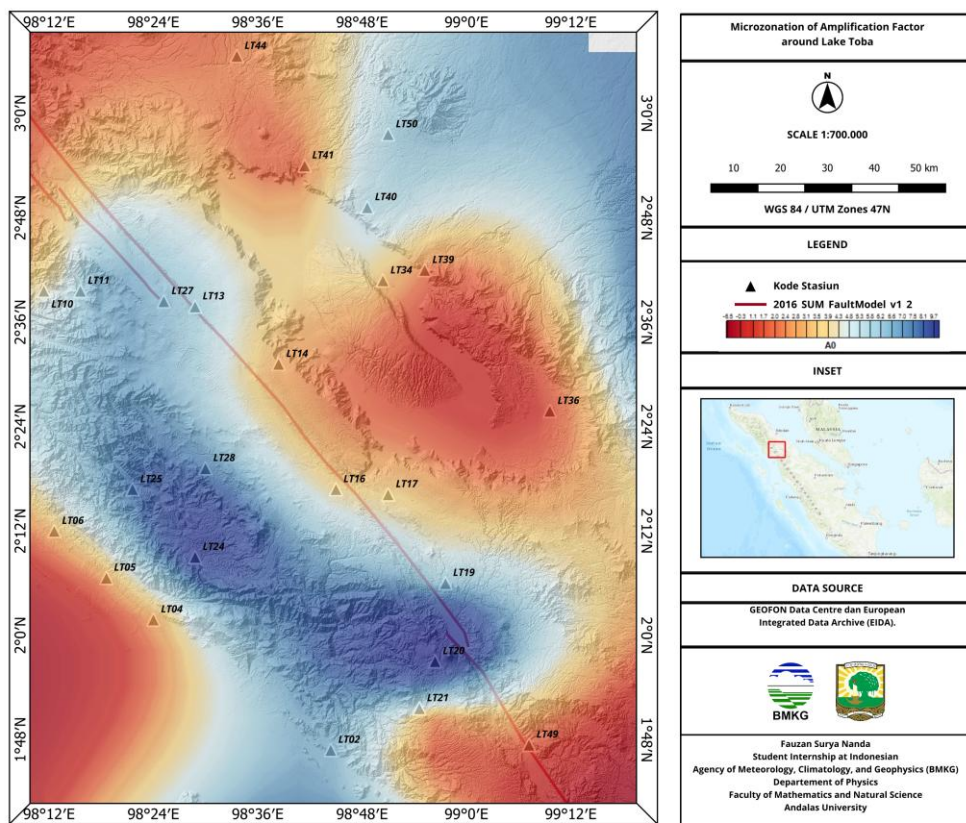 98°12′E 98°24′E 98°36′E 98°48′E 99°0′E 99°12′E
3°0′N
2°48′N
2°36′N
2°24′N
2°12′N
2°0′N
1°48′N
LT44
LT50
LT41
LT40
LT39
LT34
LT11
LT10
LT27
LT13
LT14
LT36
LT28
LT25
LT16
LT17
LT06
LT24
LT05
LT19
LT04
LT20
LT21
LT02
LT49
3°0′N
2°48′N
2°36′N
2°24′N
2°12′N
2°0′N
1°48′N
98°12′E 98°24′E 98°36′E 98°48′E 99°0′E 99°12′E
Microzonation of Amplification Factor
around Lake Toba
N
SCALE 1:700.000
10 20 30 40 50 km
WGS 84 / UTM Zones 47N
LEGEND
Kode Stasiun
2016 SUM FaultModel v1 2
A0
INSET
MALAYSIA
DATA SOURCE
GEOFON Data Centre dan European
Integrated Data Archive (EIDA).
BMKG
Fauzan Surya Nanda
Student Internship at Indonesian
Agency of Meteorology, Climatology, and Geophysics (BMKG)
Departement of Physics
Faculty of Mathematics and Natural Science
Andalas University